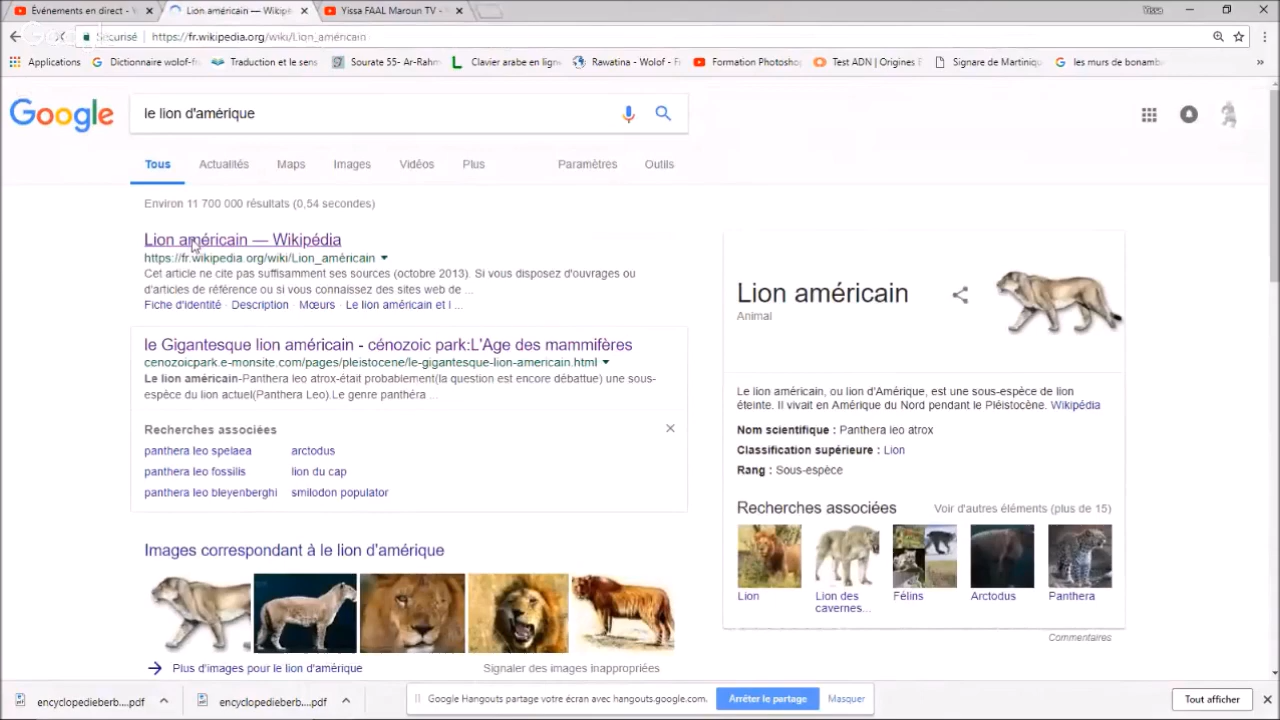 Événements en direct -
Lion américain — Wikipé
Yissa FAAL Maroun TV -
Yissa
Sécurisé
https://fr.wikipedia.org/wiki/Lion_américain
Applications
Dictionnaire wolof-fr
Traduction et le sens
Sourate 55- Ar-Rahm
Clavier arabe en ligne
Rawatina - Wolof - Fr
Formation Photoshop
Test ADN | Origines E
Signare de Martiniqu
les murs de bonamb
»
Google
le lion d'amérique
Tous
Actualités
Maps
Images
Vidéos
Plus
Paramètres
Outils
Environ 11 700 000 résultats (0,54 secondes)
Lion américain — Wikipédia
https://fr.wikipedia.org/wiki/Lion_américain
Cet article ne cite pas suffisamment ses sources (octobre 2013). Si vous disposez d'ouvrages ou
d'articles de référence ou si vous connaissez des sites web de ...
Fiche d'identité · Description · Mœurs · Le lion américain et l ...
le Gigantesque lion américain - cénozoic park:L'Age des mammifères
cenozoicpark.e-monsite.com/pages/pleistocene/le-gigantesque-lion-americain.html
Le lion américain-Panthera leo atrox-était probablement(la question est encore débattue) une sous-
espèce du lion actuel(Panthera Leo).Le genre panthéra ...
Recherches associées
panthera leo spelaea
arctodus
panthera leo fossilis
lion du cap
panthera leo bleyenberghi
smilodon populator
Images correspondant à le lion d'amérique
Plus d'images pour le lion d'amérique
Signaler des images inappropriées
Lion américain
Animal
Le lion américain, ou lion d'Amérique, est une sous-espèce de lion
éteinte. Il vivait en Amérique du Nord pendant le Pléistocène. Wikipédia
Nom scientifique : Panthera leo atrox
Classification supérieure : Lion
Rang : Sous-espèce
Recherches associées
Voir d'autres éléments (plus de 15)
Lion
Lion des
cavernes...
Félins
Arctodus
Panthera
Commentaires
encyclopedieberb....pdf
encyclopedieberb....pdf
Google Hangouts partage votre écran avec hangouts.google.com.
Arrêter le partage
Masquer
Tout afficher